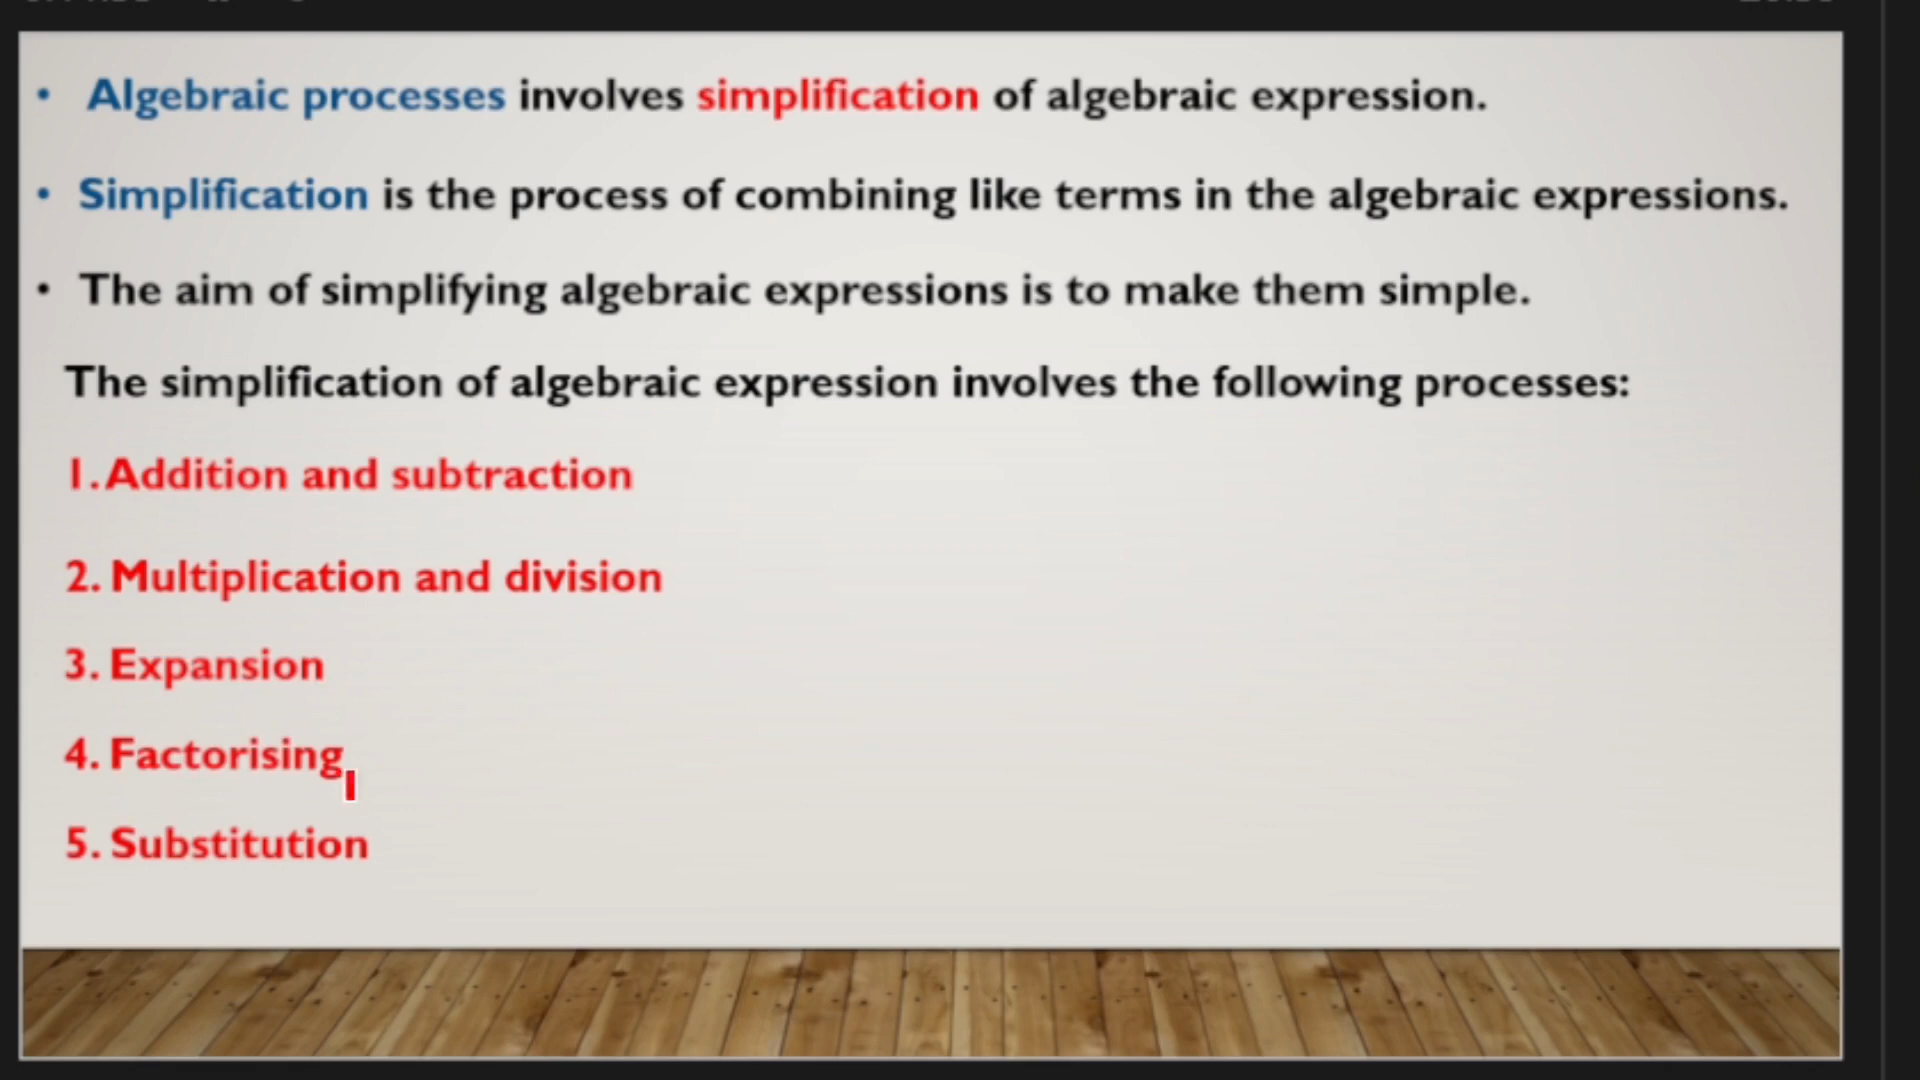 • Algebraic processes involves simplification of algebraic expression.
• Simplification is the process of combining like terms in the algebraic expressions.
• The aim of simplifying algebraic expressions is to make them simple.
The simplification of algebraic expression involves the following processes:
1. Addition and subtraction
2. Multiplication and division
3. Expansion
4. Factorising
5. Substitution